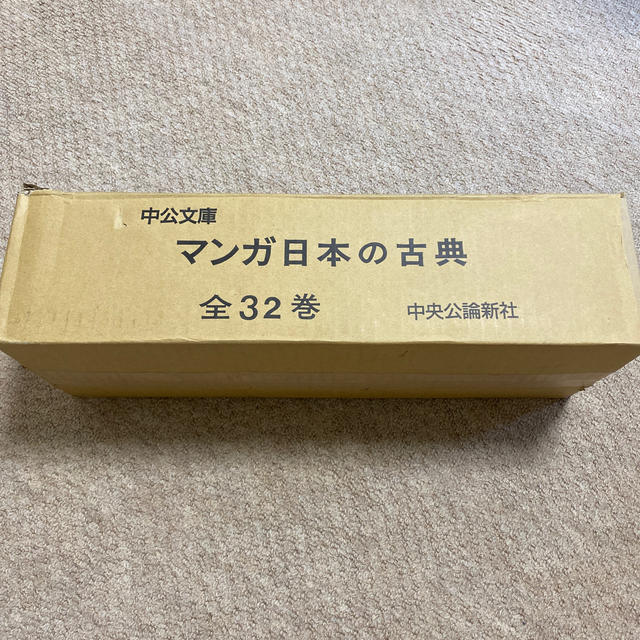 中公文庫
マンガ日本の古典
全32巻
中央公論新社